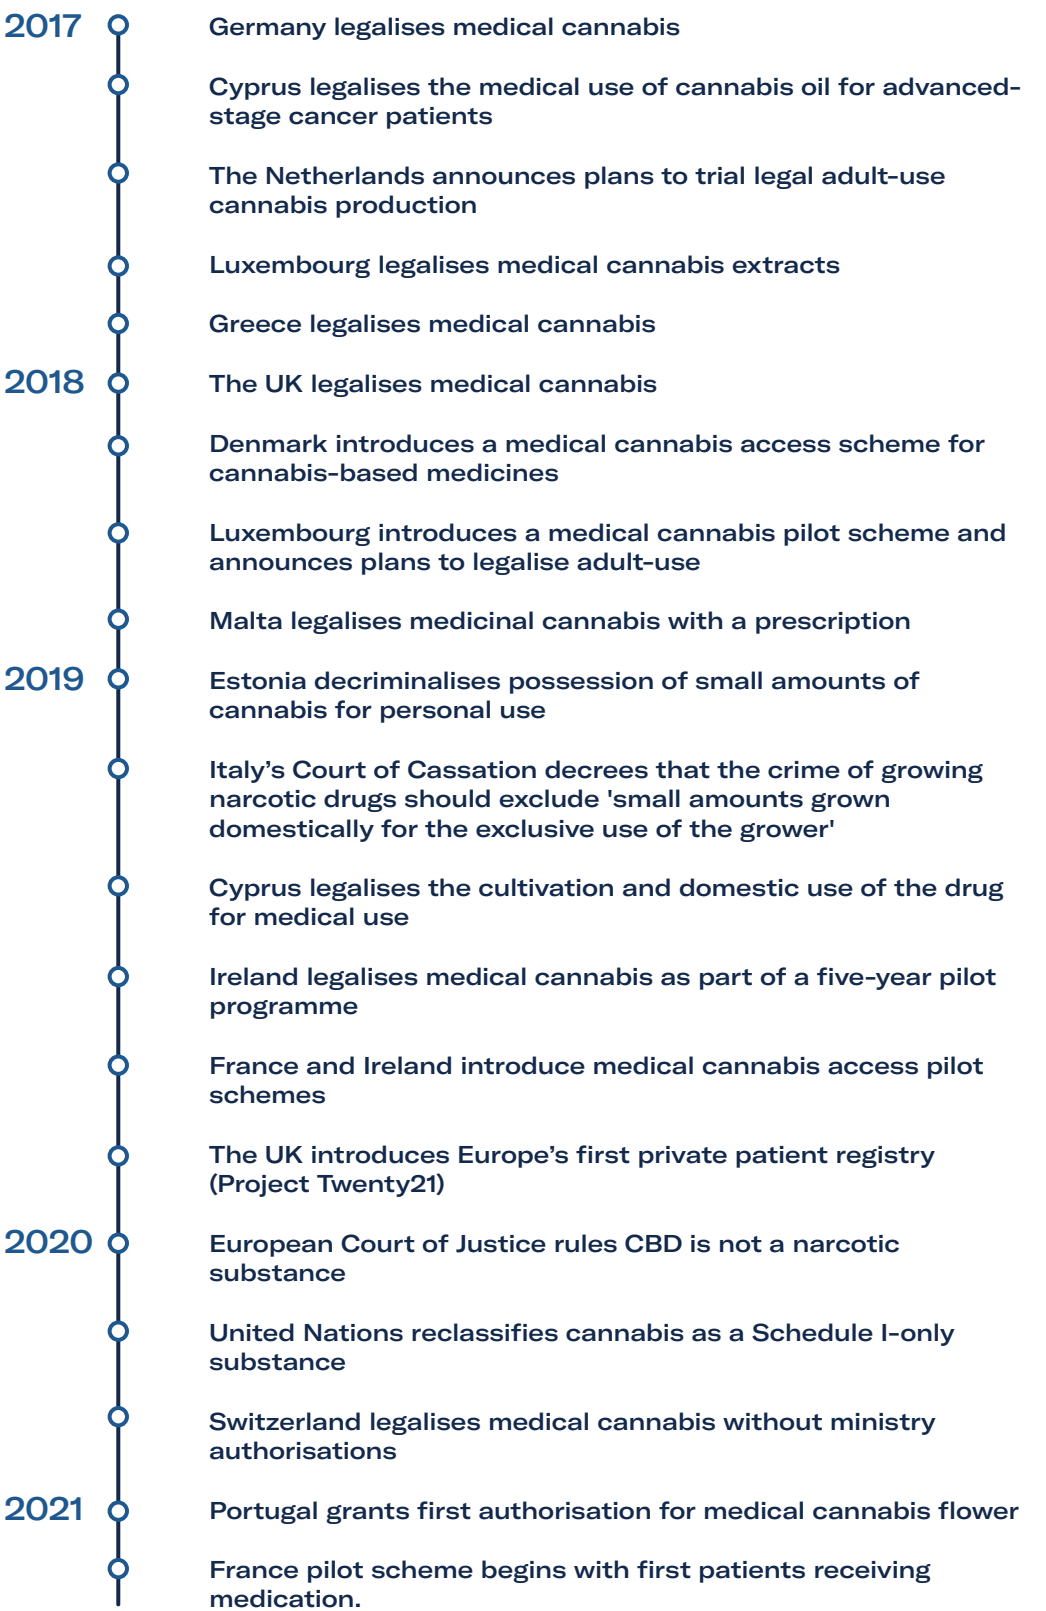 2017 Germany legalises medical cannabis
Cyprus legalises the medical use of cannabis oil for advanced-
stage cancer patients
The Netherlands announces plans to trial legal adult-use
cannabis production
Luxembourg legalises medical cannabis extracts
Greece legalises medical cannabis
2018 The UK legalises medical cannabis
Denmark introduces a medical cannabis access scheme for
cannabis-based medicines
Luxembourg introduces a medical cannabis pilot scheme and
announces plans to legalise adult-use
Malta legalises medicinal cannabis with a prescription
2019 Estonia decriminalises possession of small amounts of
cannabis for personal use
Italy’s Court of Cassation decrees that the crime of growing
narcotic drugs should exclude 'small amounts grown
domestically for the exclusive use of the grower'
Cyprus legalises the cultivation and domestic use of the drug
for medical use
Ireland legalises medical cannabis as part of a five-year pilot
programme
France and Ireland introduce medical cannabis access pilot
schemes
The UK introduces Europe’s first private patient registry
(Project Twenty21)
2020 European Court of Justice rules CBD is not a narcotic
substance
United Nations reclassifies cannabis as a Schedule I-only
substance
Switzerland legalises medical cannabis without ministry
authorisations
2021 Portugal grants first authorisation for medical cannabis flower
France pilot scheme begins with first patients receiving
medication.